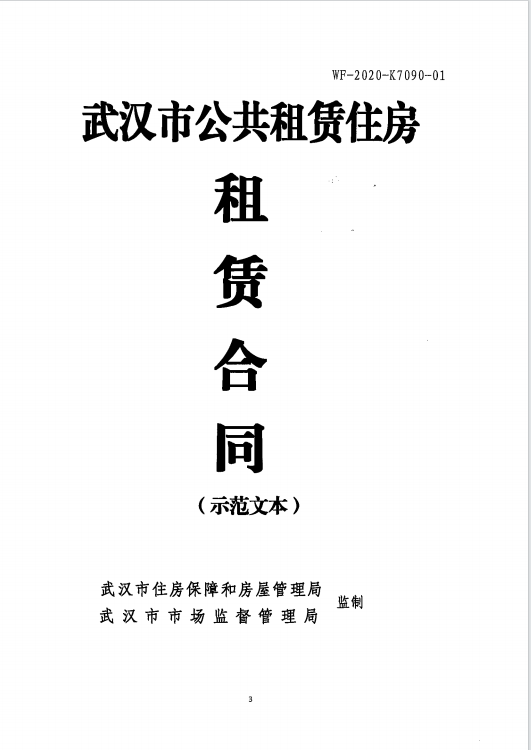 WF-2020-K7090-01
武汉市公共租赁住房
租
赁
合
同
（示范文本）
武汉市住房保障和房屋管理局
武汉市市场监督管理局
监制
3